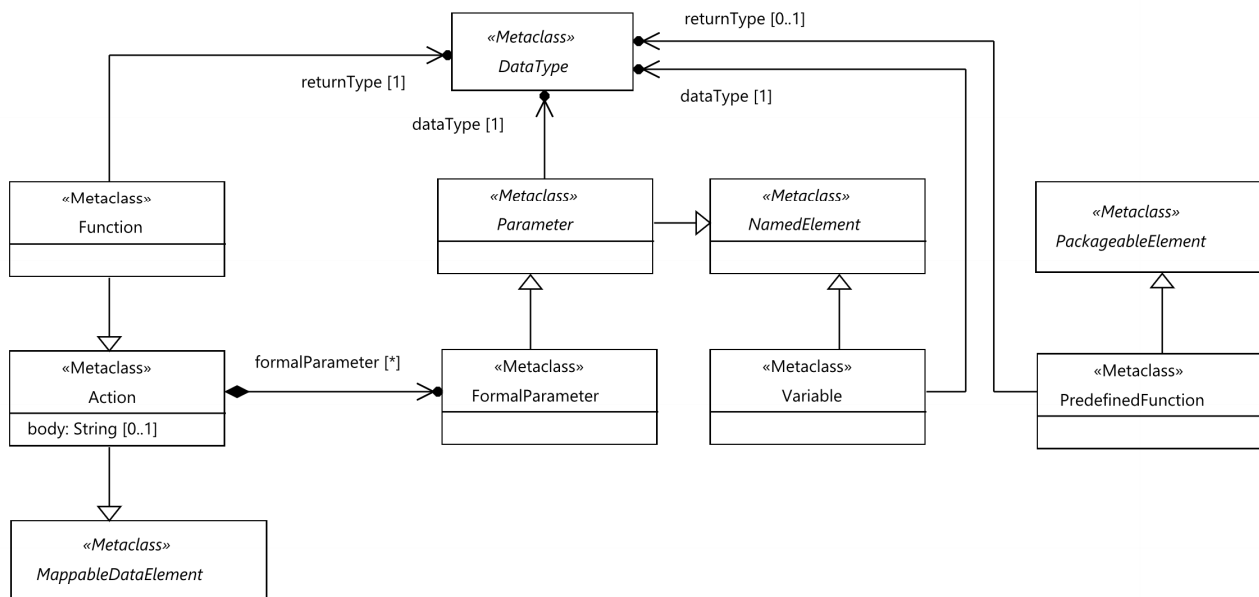 returnType [0..1]
«Metaclass»
DataType
returnType [1]
dataType [1]
dataType [1]
«Metaclass»
Function
«Metaclass»
Parameter
«Metaclass»
NamedElement
«Metaclass»
PackageableElement
«Metaclass»
Action
body: String [0..1]
formalParameter [*]
«Metaclass»
FormalParameter
«Metaclass»
Variable
«Metaclass»
PredefinedFunction
«Metaclass»
MappableDataElement